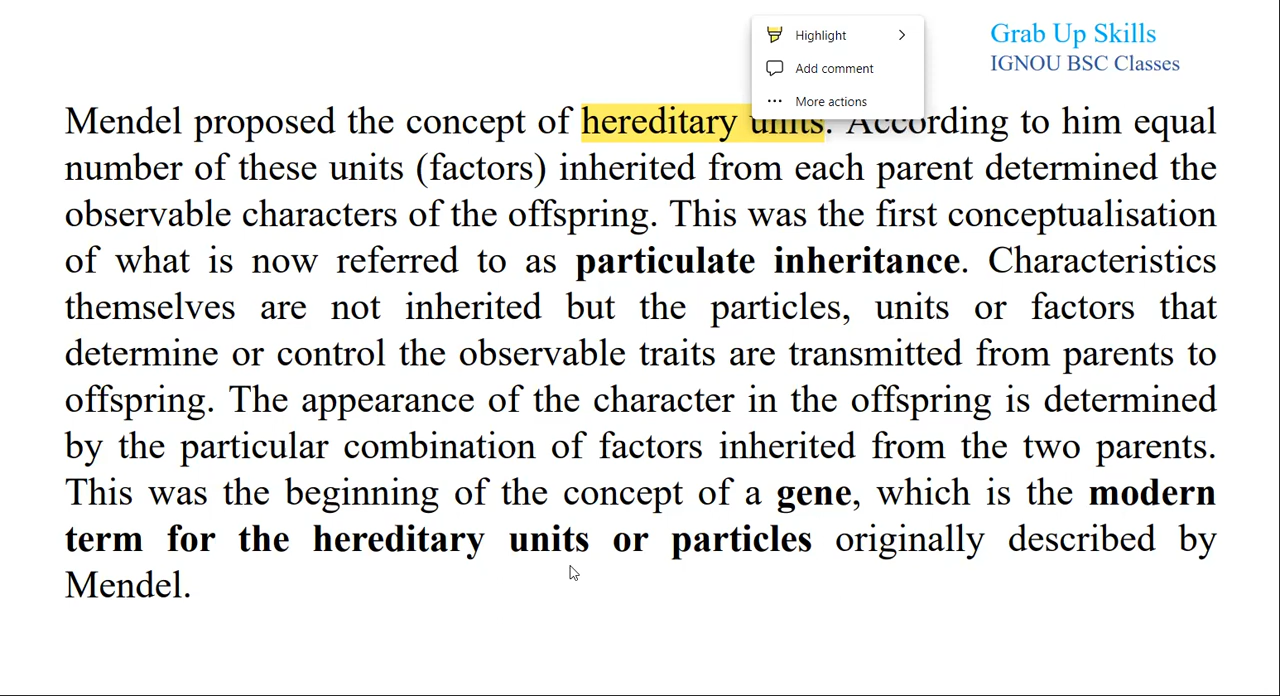 Highlight
Add comment
More actions
Grab Up Skills
IGNOU BSC Classes
Mendel proposed the concept of hereditary units. According to him equal
number of these units (factors) inherited from each parent determined the
observable characters of the offspring. This was the first conceptualisation
of what is now referred to as particulate inheritance. Characteristics
themselves are not inherited but the particles, units or factors that
determine or control the observable traits are transmitted from parents to
offspring. The appearance of the character in the offspring is determined
by the particular combination of factors inherited from the two parents.
This was the beginning of the concept of a gene, which is the modern
term for the hereditary units or particles originally described by
Mendel.